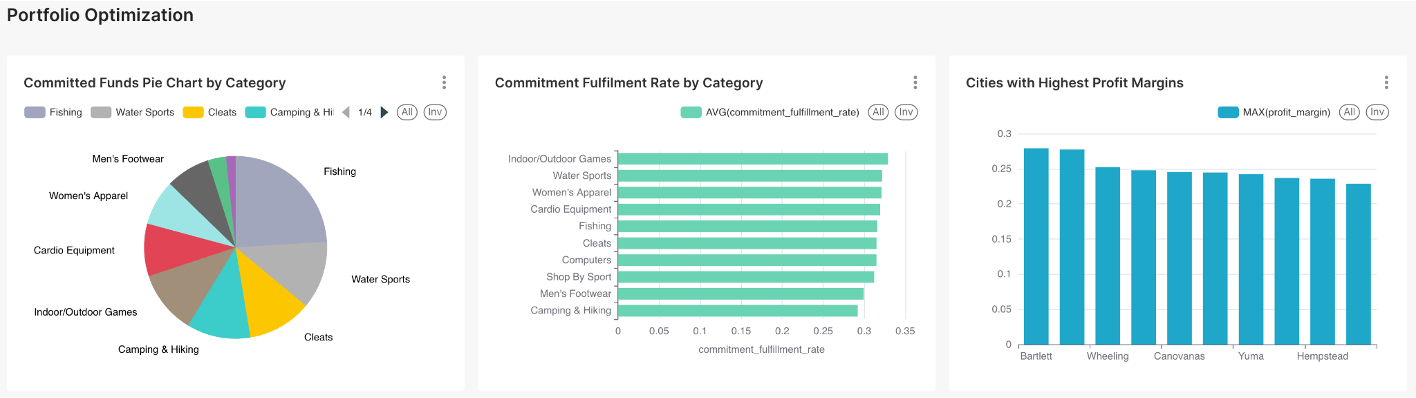 Portfolio Optimization
Committed Funds Pie Chart by Category
Fishing Water Sports Cleats Camping & Hil 1/4 All Inv
Men's Footwear
Fishing
Women's Apparel
Cardio Equipment
Water Sports
Indoor/Outdoor Games
Cleats
Camping & Hiking
Commitment Fulfilment Rate by Category
AVG(commitment_fulfillment_rate) All Inv
Indoor/Outdoor Games
Water Sports
Women's Apparel
Cardio Equipment
Fishing
Cleats
Computers
Shop By Sport
Men's Footwear
Camping & Hiking
0 0.05 0.1 0.15 0.2 0.25 0.3 0.35
commitment_fulfillment_rate
Cities with Highest Profit Margins
MAX(profit_margin) All Inv
0.3
0.25
0.2
0.15
0.1
0.05
0
Bartlett Wheeling Canovanas Yuma Hempstead